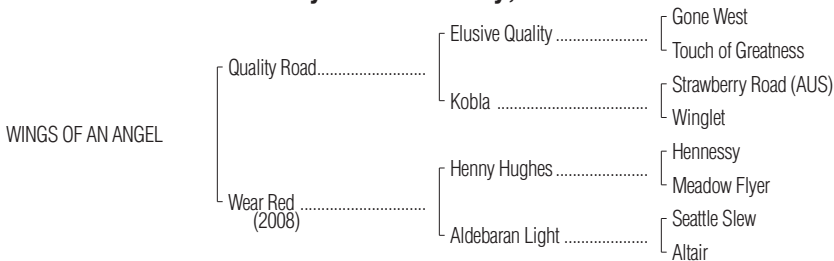 Gone West
Elusive Quality ......................
Touch of Greatness
Quality Road..........................
Strawberry Road (AUS)
Kobla ....................................
Winglet
WINGS OF AN ANGEL
Hennessy
Henny Hughes ......................
Meadow Flyer
Wear Red ..............................
(2008)
Seattle Slew
Aldebaran Light ....................
Altair